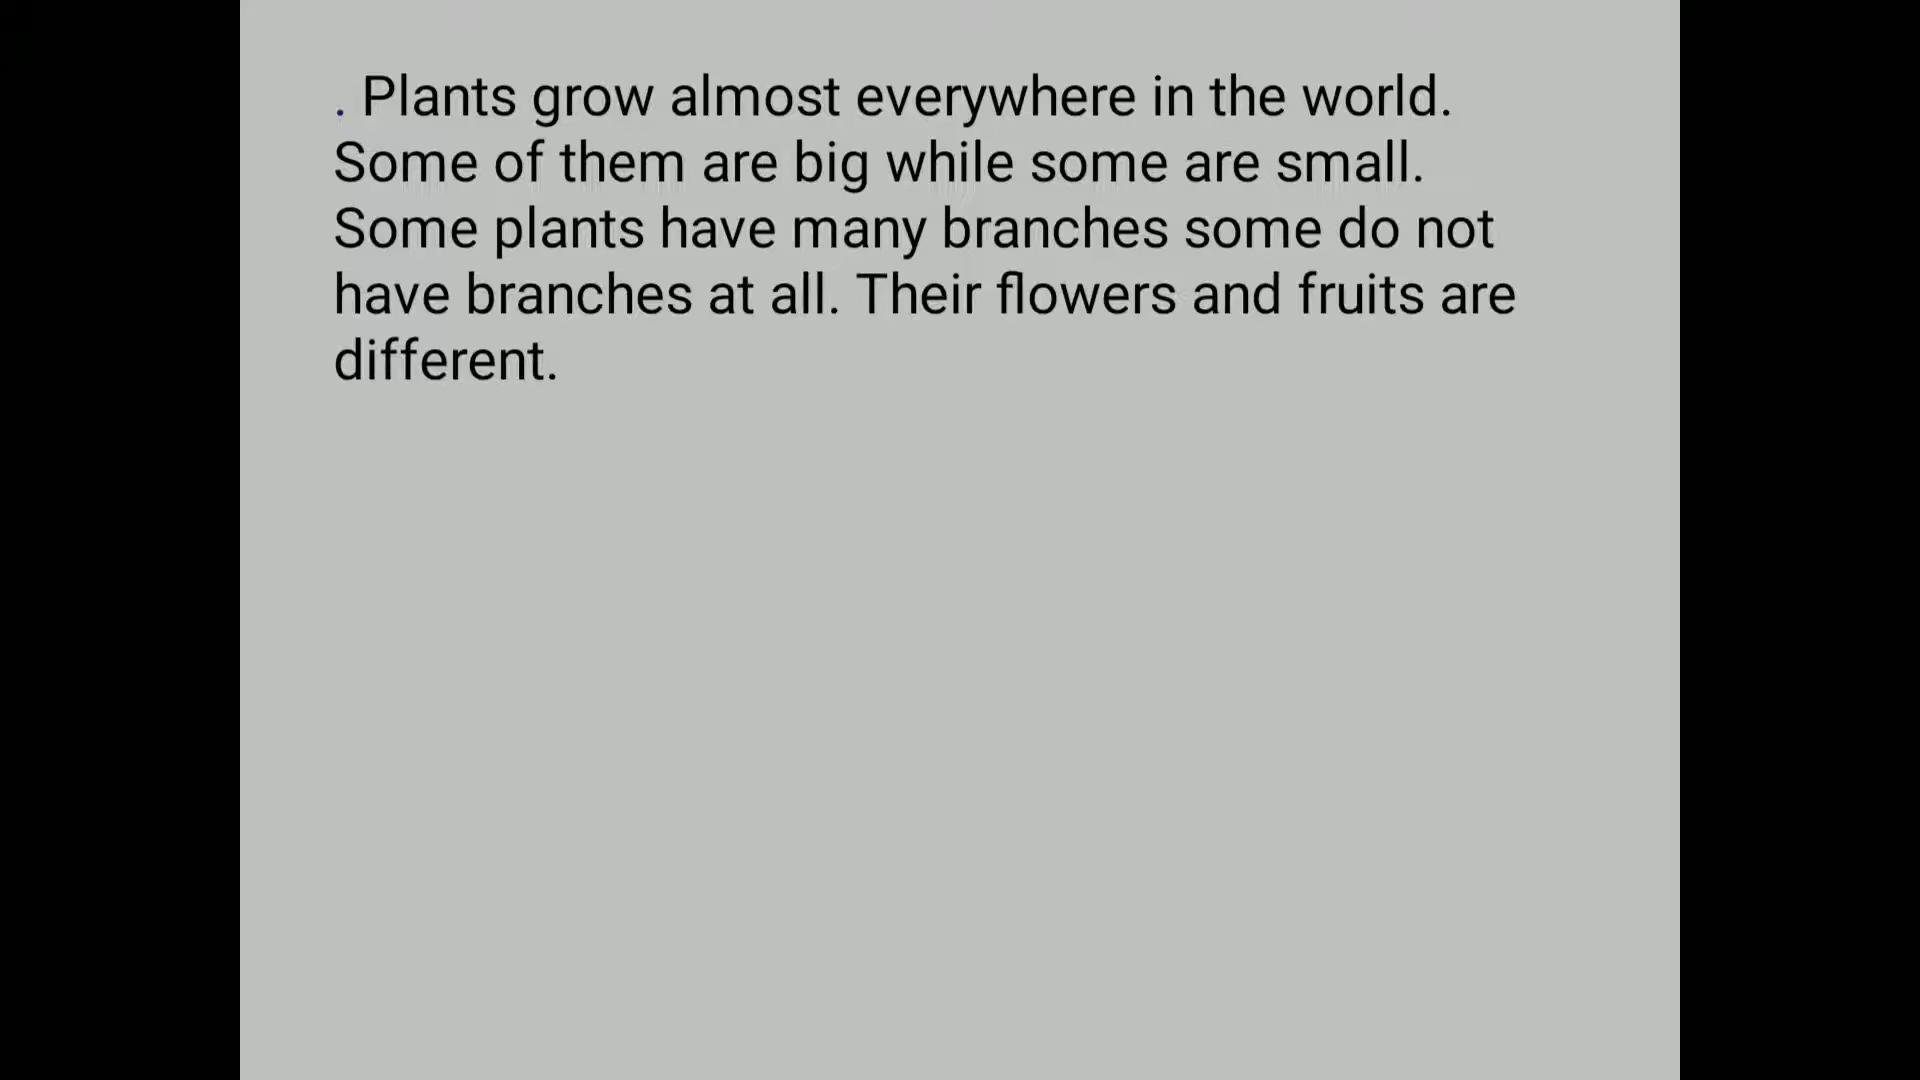 . Plants grow almost everywhere in the world.
Some of them are big while some are small.
Some plants have many branches some do not
have branches at all. Their flowers and fruits are
different.